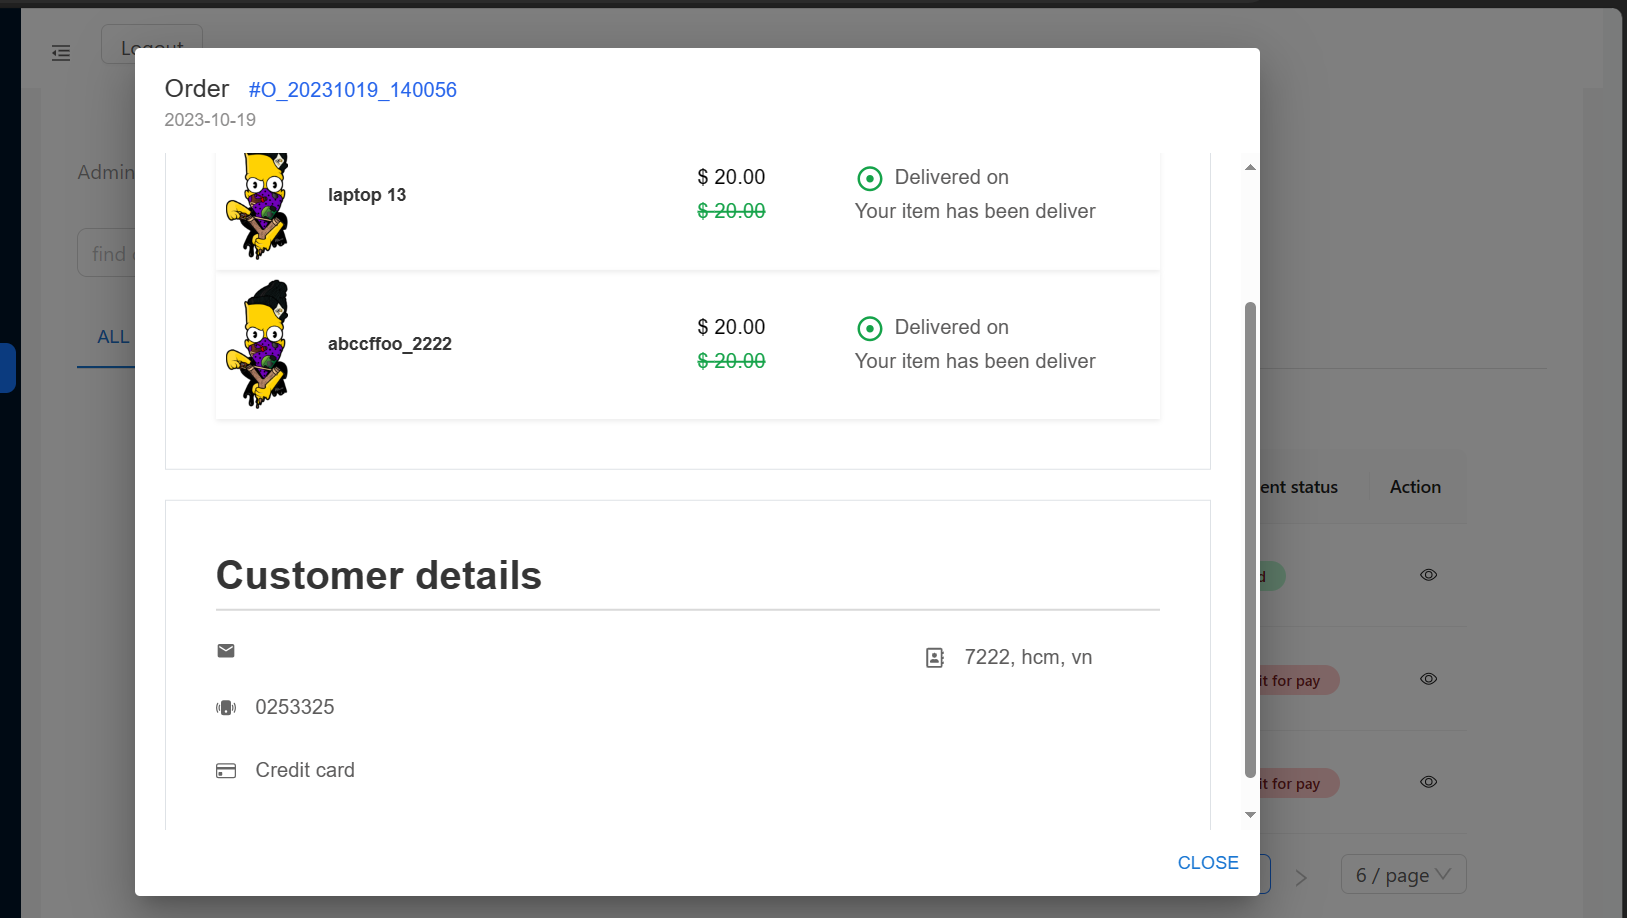 Logout
Order #O_20231019_140056
2023-10-19
Admin
find
ALL
laptop 13
$ 20.00
$ 20.00
Delivered on
Your item has been deliver
abccffoo_2222
$ 20.00
$ 20.00
Delivered on
Your item has been deliver
ent status
Action
Customer details
7222, hcm, vn
0253325
it for pay
Credit card
it for pay
CLOSE
6 / page